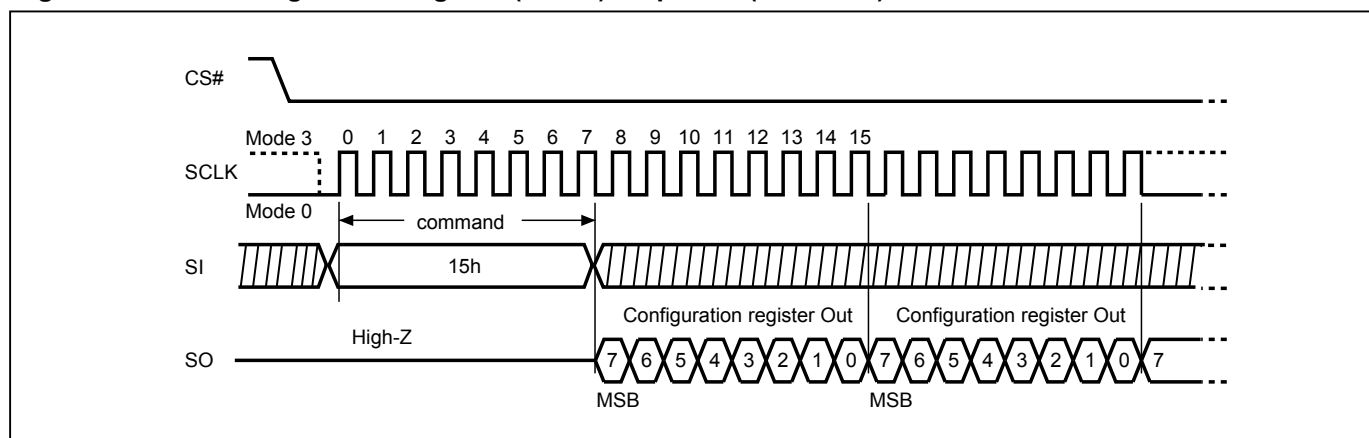 CS#
Mode 3 0 1 2 3 4 5 6 7 8 9 10 11 12 13 14 15
SCLK
Mode 0
command
SI 15h
Configuration register Out Configuration register Out
High-Z
SO 7 6 5 4 3 2 1 0 7 6 5 4 3 2 1 0 7
MSB MSB